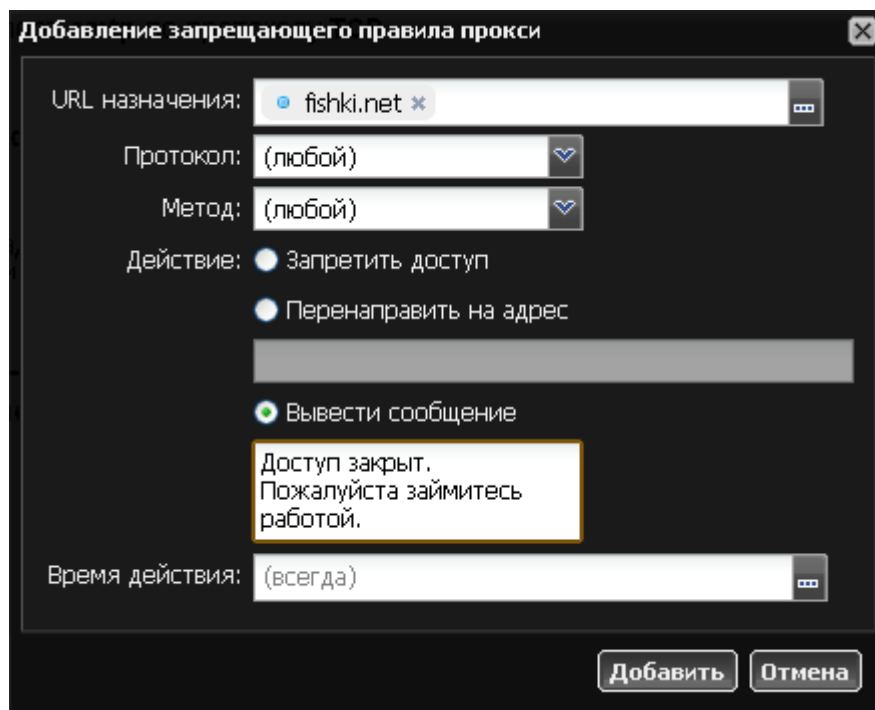 Добавление запрещающего правила прокси
URL назначения: fishki.net
Протокол: (любой)
Метод: (любой)
Действие: Запретить доступ
Перенаправить на адрес
Вывести сообщение
Доступ закрыт.
Пожалуйста займитесь
работой.
Время действия: (всегда)
Добавить Отмена